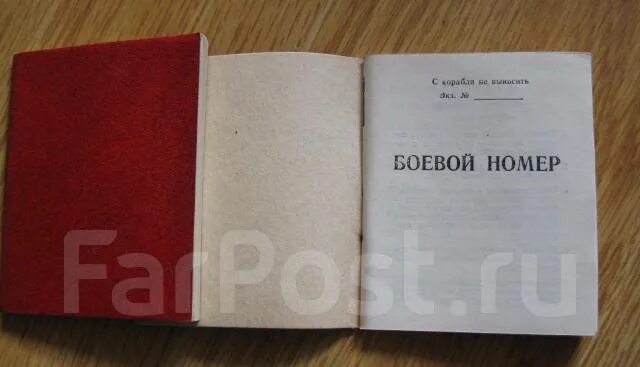 С корабля не выносить
Экз. №
БОЕВОЙ НОМЕР
FarPost.ru